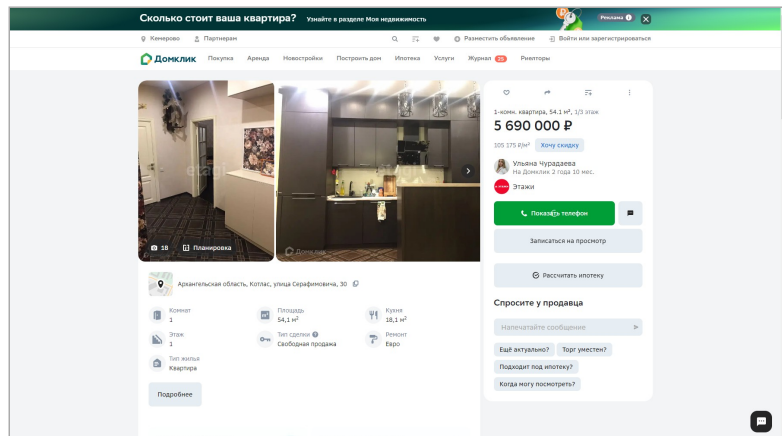 Сколько стоит ваша квартира? Узнайте в разделе Моя недвижимость Реклама
Кемерово Партнерам Разместить объявление Войти или зарегистрироваться
Домклик Покупка Аренда Новостройки Построить дом Ипотека Услуги Журнал 25 Риелторы
etagi
18 Планировка
Домклик
Архангельская область, Котлас, улица Серафимовича, 30
Комнат
1
Площадь
54,1 м²
Кухня
18,1 м²
Этаж
1
Тип сделки
Свободная продажа
Ремонт
Евро
Тип жилья
Квартира
Подробнее
1-комн. квартира, 54.1 м², 1/3 этаж
5 690 000 ₽
105 175 ₽/м² Хочу скидку
Ульяна Чурадаева
На Домклик 2 года 10 мес.
Этажи
Показать телефон
Записаться на просмотр
Рассчитать ипотеку
Спросите у продавца
Напечатайте сообщение
Ещё актуально? Торг уместен?
Подходит под ипотеку?
Когда могу посмотреть?